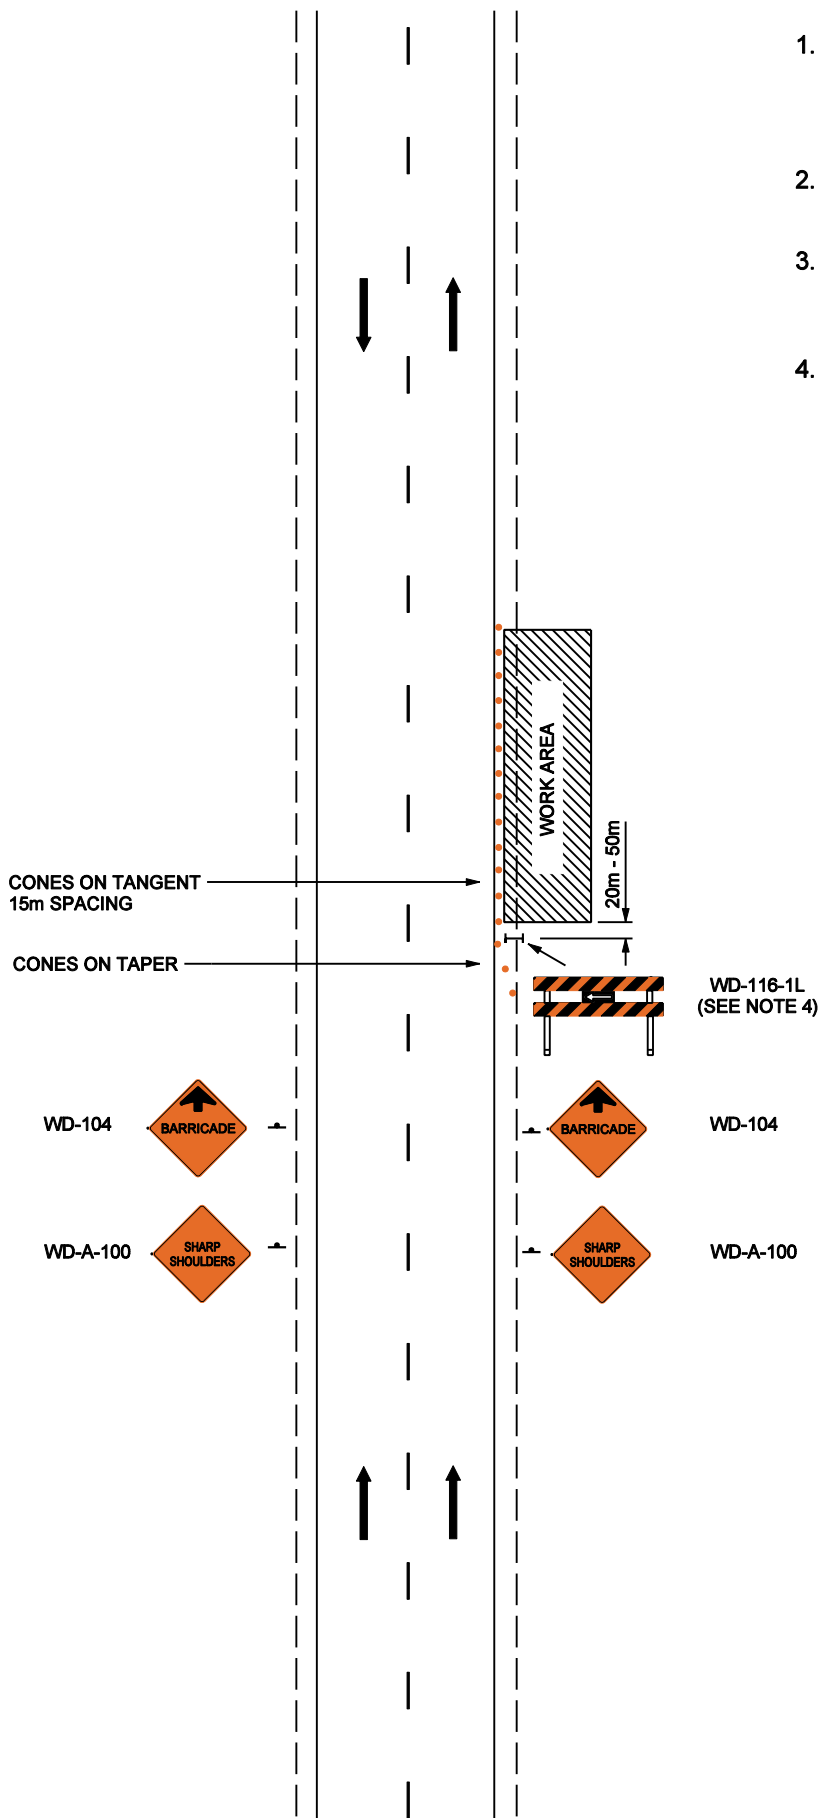 1.
2.
3.
4.
WORK AREA
20m - 50m
CONES ON TANGENT
15m SPACING
CONES ON TAPER
WD-116-1L
(SEE NOTE 4)
WD-104
BARRICADE
BARRICADE
WD-104
WD-A-100
SHARP
SHOULDERS
SHARP
SHOULDERS
WD-A-100